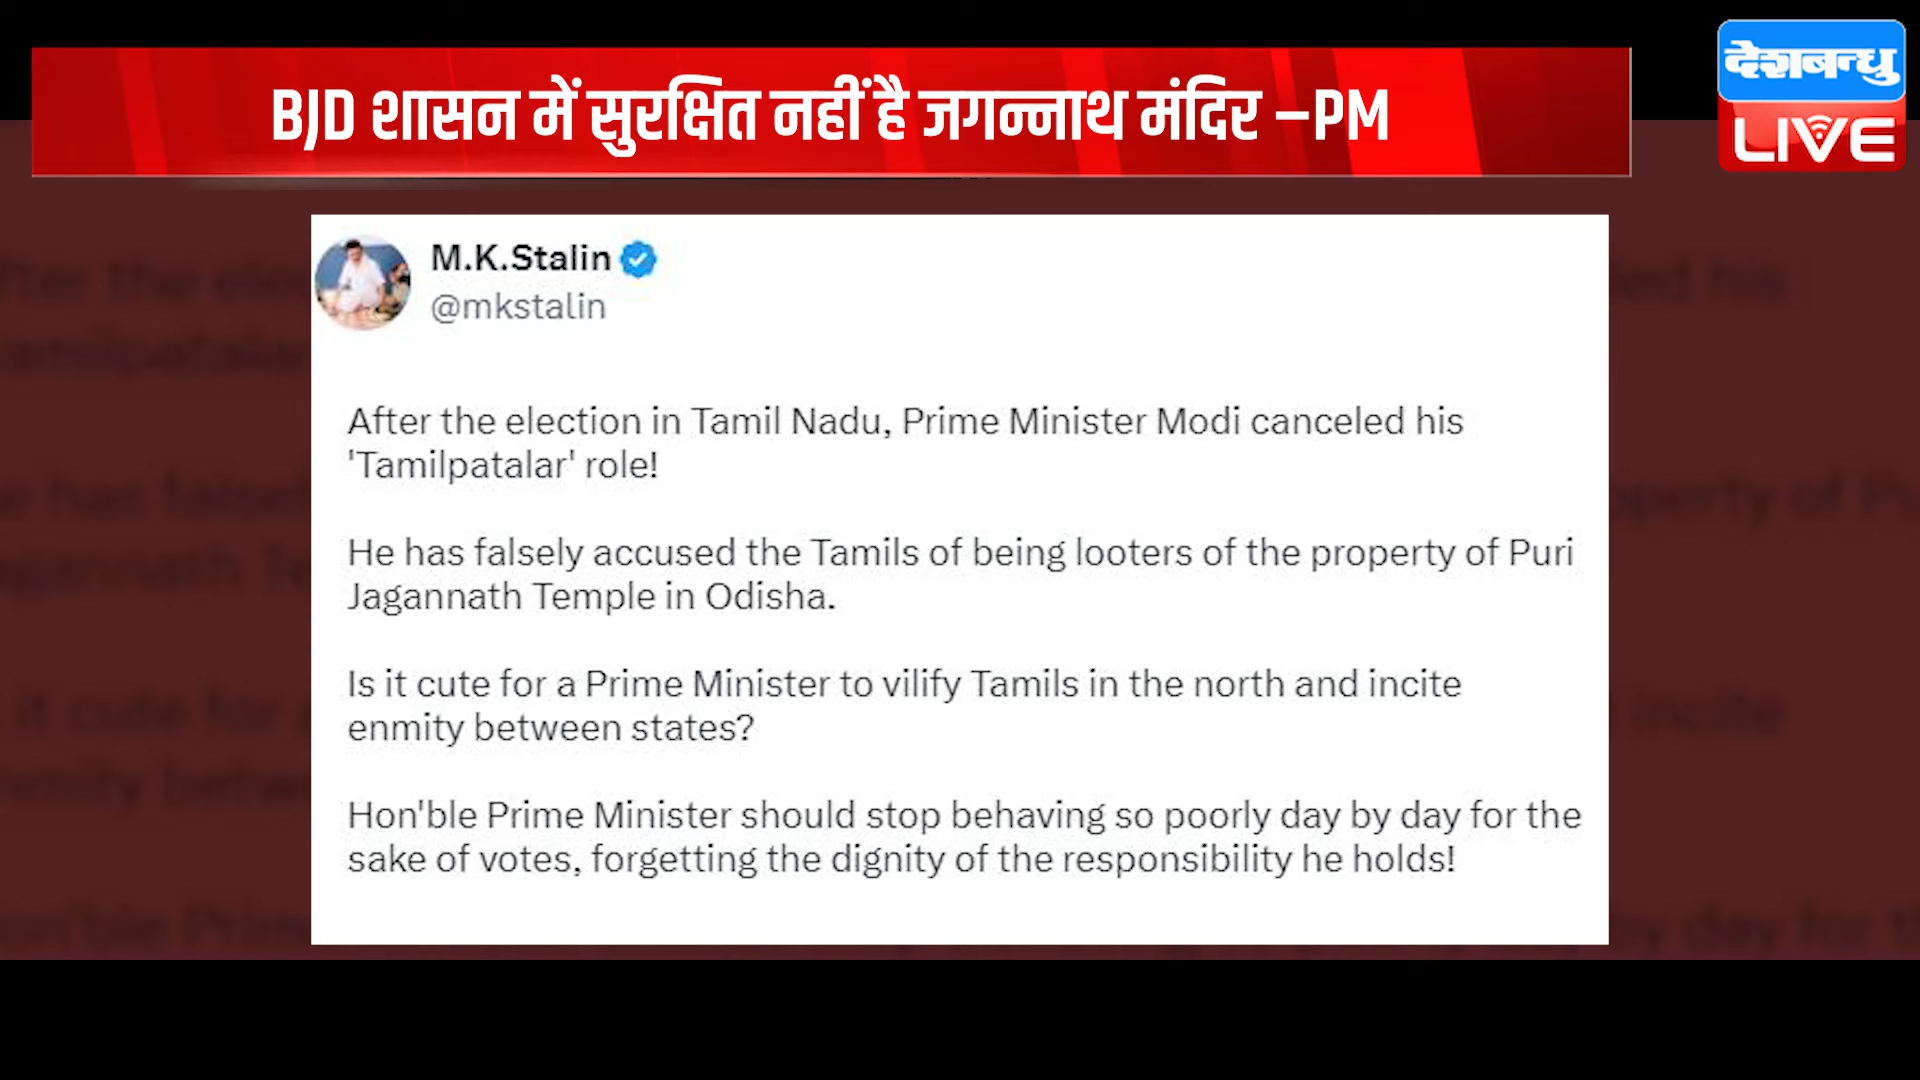 BJD शासन में सुरक्षित नहीं है जगन्नाथ मंदिर –PM
देशबन्धु
LIVE
M.K.Stalin
@mkstalin
After the election in Tamil Nadu, Prime Minister Modi canceled his
'Tamilpatalar' role!
He has falsely accused the Tamils of being looters of the property of Puri
Jagannath Temple in Odisha.
Is it cute for a Prime Minister to vilify Tamils in the north and incite
enmity between states?
Hon'ble Prime Minister should stop behaving so poorly day by day for the
sake of votes, forgetting the dignity of the responsibility he holds!